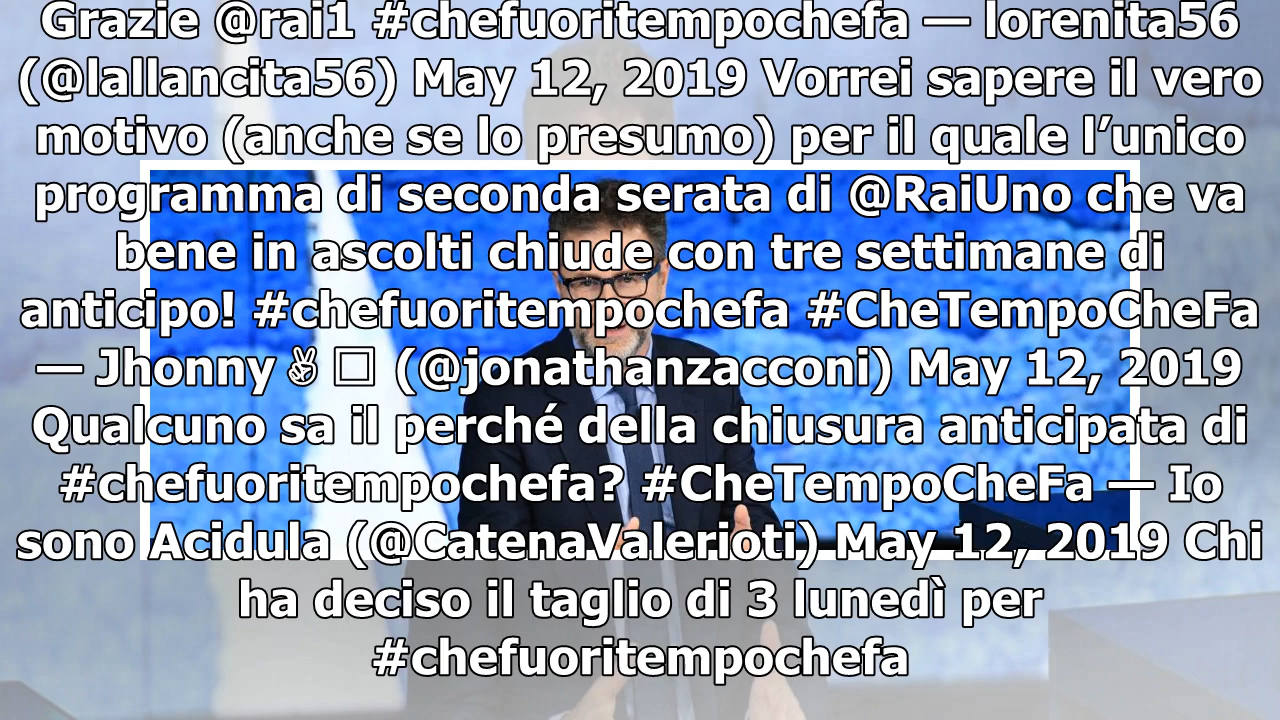 Grazie @rai1 #chefuoritempochefa — lorenita56
(@lallancita56) May 12, 2019 Vorrei sapere il vero
motivo (anche se lo presumo) per il quale l’unico
programma di seconda serata di @RaiUno che va
bene in ascolti chiude con tre settimane di
anticipo! #chefuoritempochefa #CheTempoCheFa
— Jhonny✌□ (@jonathanzacconi) May 12, 2019
Qualcuno sa il perché della chiusura anticipata di
#chefuoritempochefa? #CheTempoCheFa — Io
sono Acidula (@CatenaValerioti) May 12, 2019 Chi
ha deciso il taglio di 3 lunedì per
#chefuoritempochefa